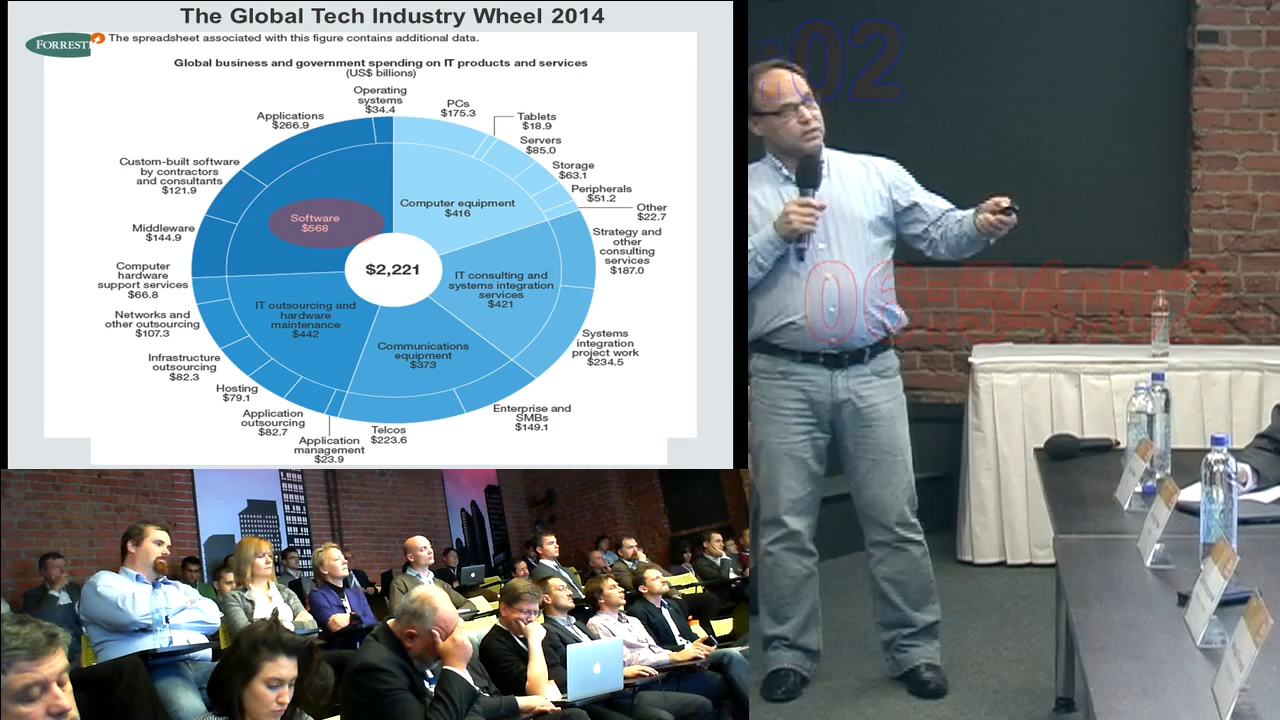 The Global Tech Industry Wheel 2014
FORREST
The spreadsheet associated with this figure contains additional data.
Global business and government spending on IT products and services
(US$ billions)
Operating
systems
$34.4
PCs
$175.3
Tablets
$18.9
Servers
$85.0
Storage
$63.1
Peripherals
$51.2
Other
$22.7
Strategy and
other
consulting
services
$187.0
Systems
integration
project work
$234.5
Enterprise and
SMBs
$149.1
Telcos
$223.6
Application
management
$23.9
Application
outsourcing
$82.7
Hosting
$79.1
Infrastructure
outsourcing
$82.3
Networks and
other outsourcing
$107.3
Computer
hardware
support services
$66.8
Middleware
$144.9
Custom-built software
by contractors
and consultants
$121.9
Applications
$266.9
Software
$568
Computer equipment
$416
IT consulting and
systems integration
services
$421
Communications
equipment
$373
IT outsourcing and
hardware
maintenance
$442
$2,221
:02
06:54:02